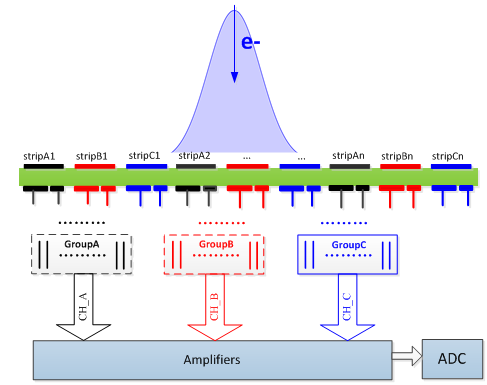 e-
stripA1 stripB1 stripC1 stripA2 ... ... stripAn stripBn stripCn
GroupA GroupB GroupC
CH_A CH_B CH_C
Amplifiers ADC